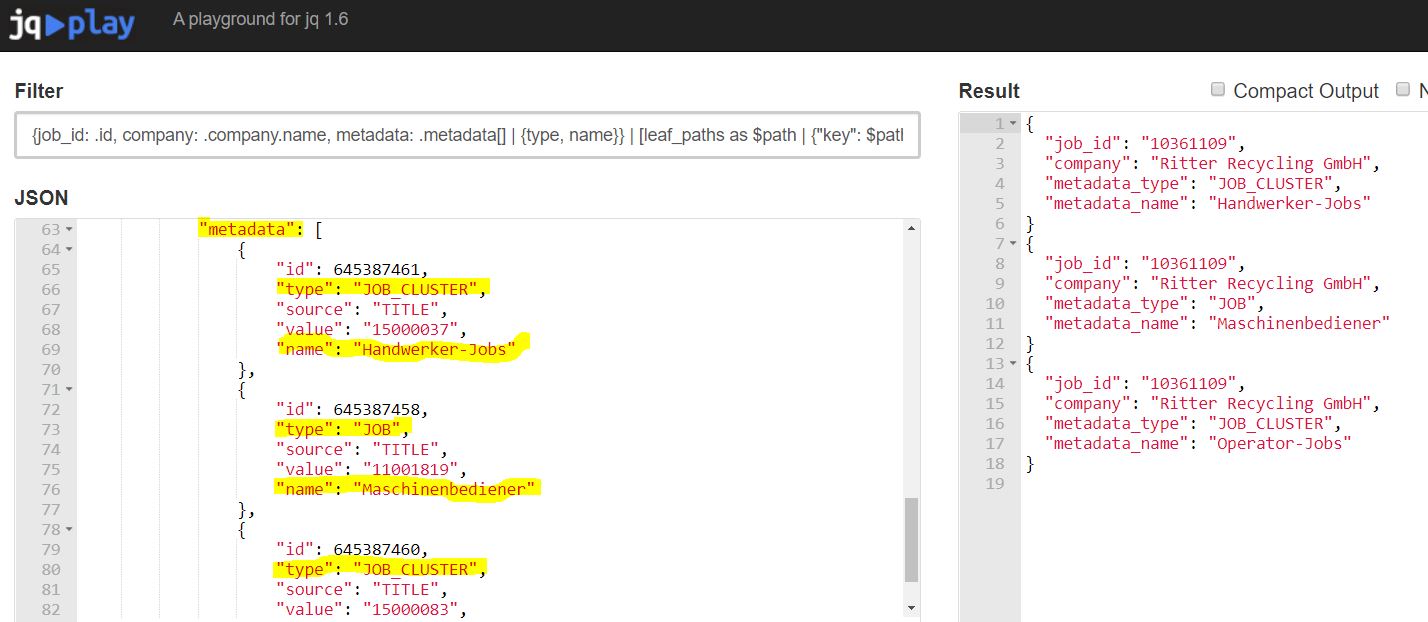 jq play A playground for jq 1.6
Filter
{job_id: .id, company: .company.name, metadata: .metadata[] | {type, name}} | [leaf_paths as $path | {"key": $path
JSON
63 "metadata": [
64 {
65 "id": 645387461,
66 "type": "JOB_CLUSTER",
67 "source": "TITLE",
68 "value": "15000037",
69 "name": "Handwerker-Jobs"
70 },
71 {
72 "id": 645387458,
73 "type": "JOB",
74 "source": "TITLE",
75 "value": "11001819",
76 "name": "Maschinenbediener"
77 },
78 {
79 "id": 645387460,
80 "type": "JOB_CLUSTER",
81 "source": "TITLE",
82 "value": "15000083",
Result Compact Output N
1 {
2 "job_id": "10361109",
3 "company": "Ritter Recycling GmbH",
4 "metadata_type": "JOB_CLUSTER",
5 "metadata_name": "Handwerker-Jobs"
6 }
7 {
8 "job_id": "10361109",
9 "company": "Ritter Recycling GmbH",
10 "metadata_type": "JOB",
11 "metadata_name": "Maschinenbediener"
12 }
13 {
14 "job_id": "10361109",
15 "company": "Ritter Recycling GmbH",
16 "metadata_type": "JOB_CLUSTER",
17 "metadata_name": "Operator-Jobs"
18 }
19